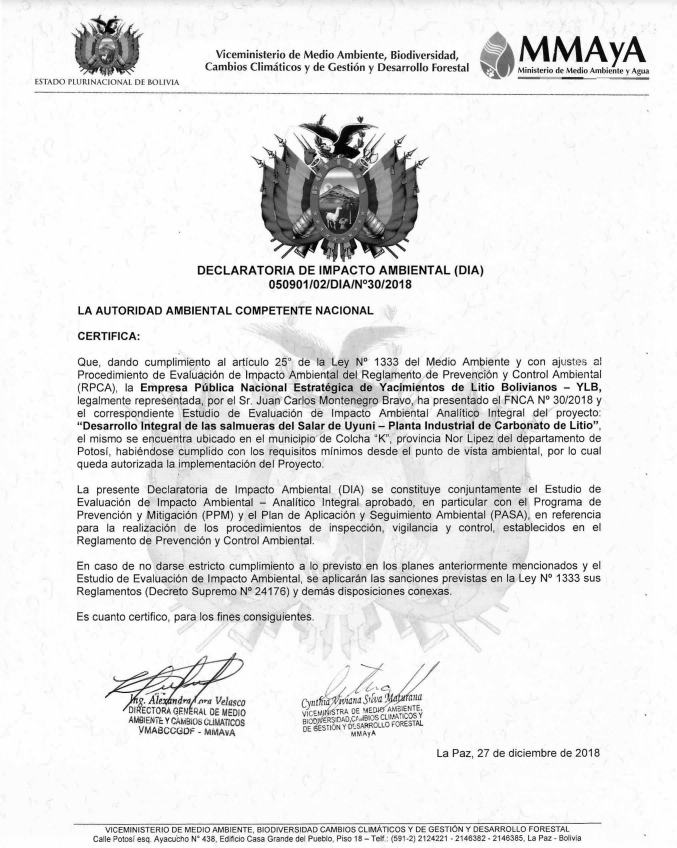 ESTADO PLURINACIONAL DE BOLIVIA
Viceministerio de Medio Ambiente, Biodiversidad,
Cambios Climáticos y de Gestión y Desarrollo Forestal
MMAyA
Ministerio de Medio Ambiente y Agua
DECLARATORIA DE IMPACTO AMBIENTAL (DIA)
050901/02/DIA/Nº30/2018
LA AUTORIDAD AMBIENTAL COMPETENTE NACIONAL
CERTIFICA:
Que, dando cumplimiento al artículo 25° de la Ley Nº 1333 del Medio Ambiente y con ajustes al
Procedimiento de Evaluación de Impacto Ambiental del Reglamento de Prevención y Control Ambiental
(RPCA), la Empresa Pública Nacional Estratégica de Yacimientos de Litio Bolivianos – YLB,
legalmente representada, por el Sr. Juan Carlos Montenegro Bravo, ha presentado el FNCA Nº 30/2018 y
el correspondiente Estudio de Evaluación de Impacto Ambiental Analítico Integral del proyecto:
“Desarrollo Integral de las salmueras del Salar de Uyuni – Planta Industrial de Carbonato de Litio”,
el mismo se encuentra ubicado en el municipio de Colcha “K”, provincia Nor Lipez del departamento de
Potosí, habiéndose cumplido con los requisitos mínimos desde el punto de vista ambiental, por lo cual
queda autorizada la implementación del Proyecto.
La presente Declaratoria de Impacto Ambiental (DIA) se constituye conjuntamente el Estudio de
Evaluación de Impacto Ambiental – Analítico Integral aprobado, en particular con el Programa de
Prevención y Mitigación (PPM) y el Plan de Aplicación y Seguimiento Ambiental (PASA), en referencia
para la realización de los procedimientos de inspección, vigilancia y control, establecidos en el
Reglamento de Prevención y Control Ambiental.
En caso de no darse estricto cumplimiento a lo previsto en los planes anteriormente mencionados y el
Estudio de Evaluación de Impacto Ambiental, se aplicarán las sanciones previstas en la Ley Nº 1333 sus
Reglamentos (Decreto Supremo Nº 24176) y demás disposiciones conexas.
Es cuanto certifico, para los fines consiguientes.
Ing. Alexandra Velasco
DIRECTORA GENERAL DE MEDIO
AMBIENTE Y CAMBIOS CLIMATICOS
VMABCCGDF - MMAyA
Cynthia Viviana Silva Maturana
VICEMINISTRA DE MEDIO AMBIENTE,
BIODIVERSIDAD, CAMBIOS CLIMATICOS Y
DE GESTIÓN Y DESARROLLO FORESTAL
MMAyA
La Paz, 27 de diciembre de 2018
VICEMINISTERIO DE MEDIO AMBIENTE, BIODIVERSIDAD CAMBIOS CLIMÁTICOS Y DE GESTIÓN Y DESARROLLO FORESTAL
Calle Potosí esq. Ayacucho N° 438, Edificio Casa Grande del Pueblo, Piso 18 – Telf.: (591-2) 2124221 - 2146382 - 2146385, La Paz - Bolivia